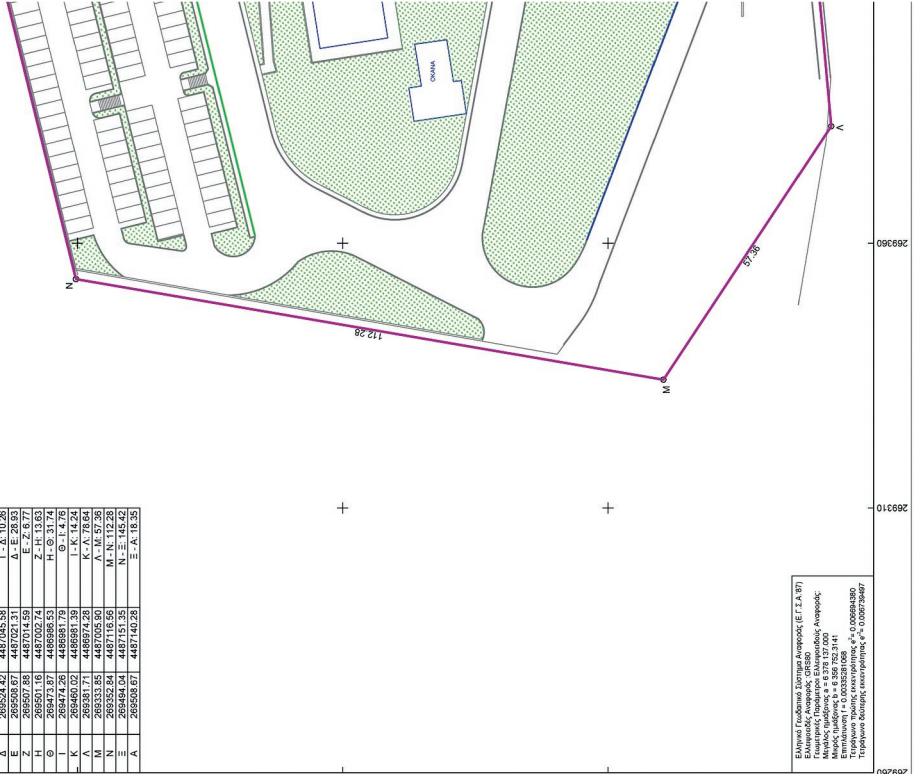 ΟΚΑΝΑ
Λ
57.36
269360
N
112.28
M
269310
269260
Δ 269524.42 4487045.58 Γ - Δ: 10.26
Ε 269508.67 4487021.31 Δ - Ε: 28.93
Ζ 269507.88 4487014.59 Ε - Ζ: 6.77
Η 269501.16 4487002.74 Ζ - Η: 13.63
Θ 269473.87 4486986.53 Η - Θ: 31.74
Ι 269474.26 4486981.79 Θ - Ι: 4.76
Κ 269460.02 4486981.39 Ι - Κ: 14.24
Λ 269381.71 4486974.28 Κ - Λ: 78.64
Μ 269333.85 4487005.90 Λ - Μ: 57.36
Ν 269352.84 4487116.56 Μ - Ν: 112.28
Ξ 269494.04 4487151.35 Ν - Ξ: 145.42
Α 269508.67 4487140.28 Ξ - Α: 18.35
Ελληνικό Γεωδαιτικό Σύστημα Αναφοράς (Ε.Γ.Σ.Α '87)
Ελλειψοειδές Αναφοράς :GRS80
Γεωμετρικές Παράμετροι Ελλειψοειδούς Αναφοράς:
Μεγάλος ημιάξονας a = 6 378 137.000
Μικρός ημιάξονας b = 6 356 752.3141
Επιπλάτυνση f = 0.00335281068
Τετράγωνο πρώτης εκκεντρότητας e²= 0.006694380
Τετράγωνο δεύτερης εκκεντρότητας e'²= 0.006739497